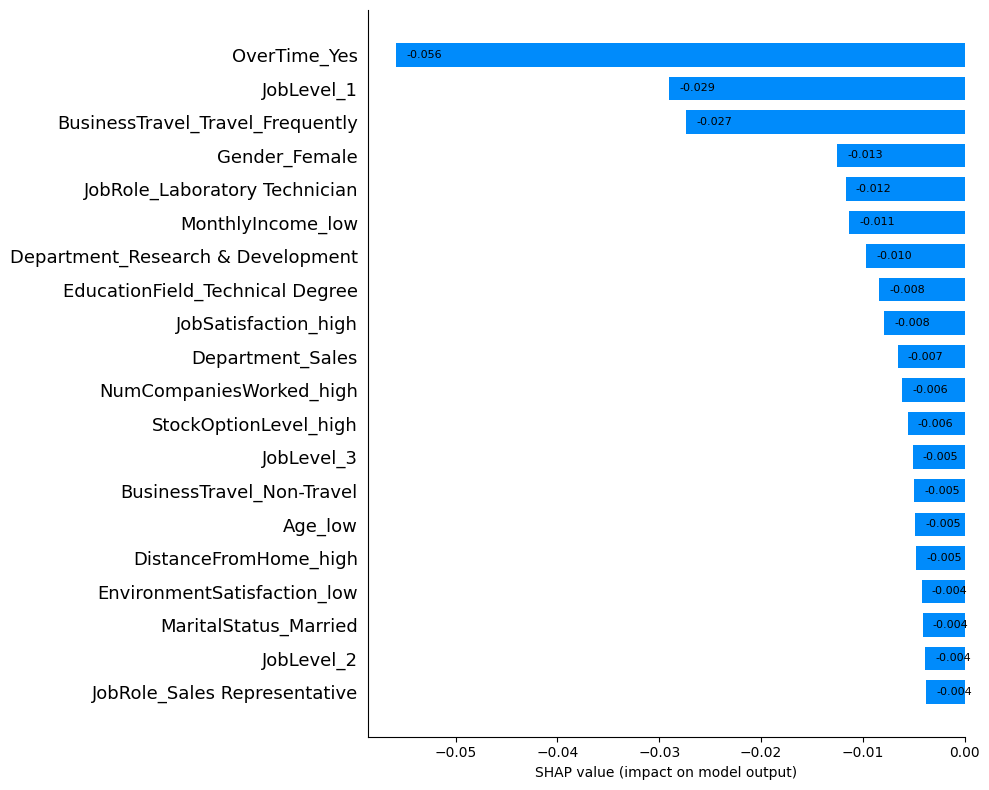 OverTime_Yes -0.056
JobLevel_1 -0.029
BusinessTravel_Travel_Frequently -0.027
Gender_Female -0.013
JobRole_Laboratory Technician -0.012
MonthlyIncome_low -0.011
Department_Research & Development -0.010
EducationField_Technical Degree -0.008
JobSatisfaction_high -0.008
Department_Sales -0.007
NumCompaniesWorked_high -0.006
StockOptionLevel_high -0.006
JobLevel_3 -0.005
BusinessTravel_Non-Travel -0.005
Age_low -0.005
DistanceFromHome_high -0.005
EnvironmentSatisfaction_low -0.004
MaritalStatus_Married -0.004
JobLevel_2 -0.004
JobRole_Sales Representative -0.004
−0.05 −0.04 −0.03 −0.02 −0.01 0.00
SHAP value (impact on model output)